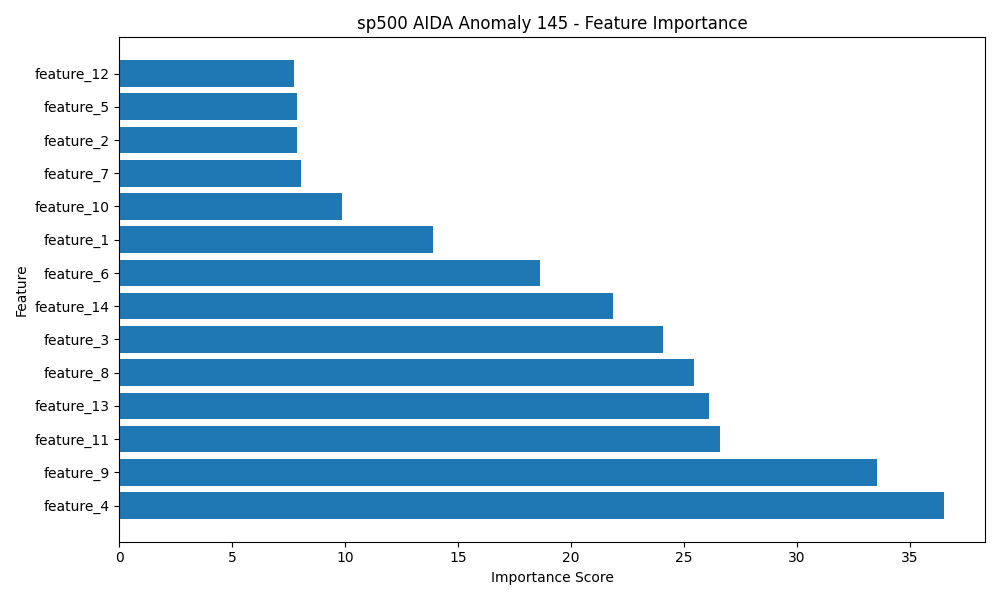 sp500 AIDA Anomaly 145 - Feature Importance
Feature
feature_12
feature_5
feature_2
feature_7
feature_10
feature_1
feature_6
feature_14
feature_3
feature_8
feature_13
feature_11
feature_9
feature_4
0 5 10 15 20 25 30 35
Importance Score